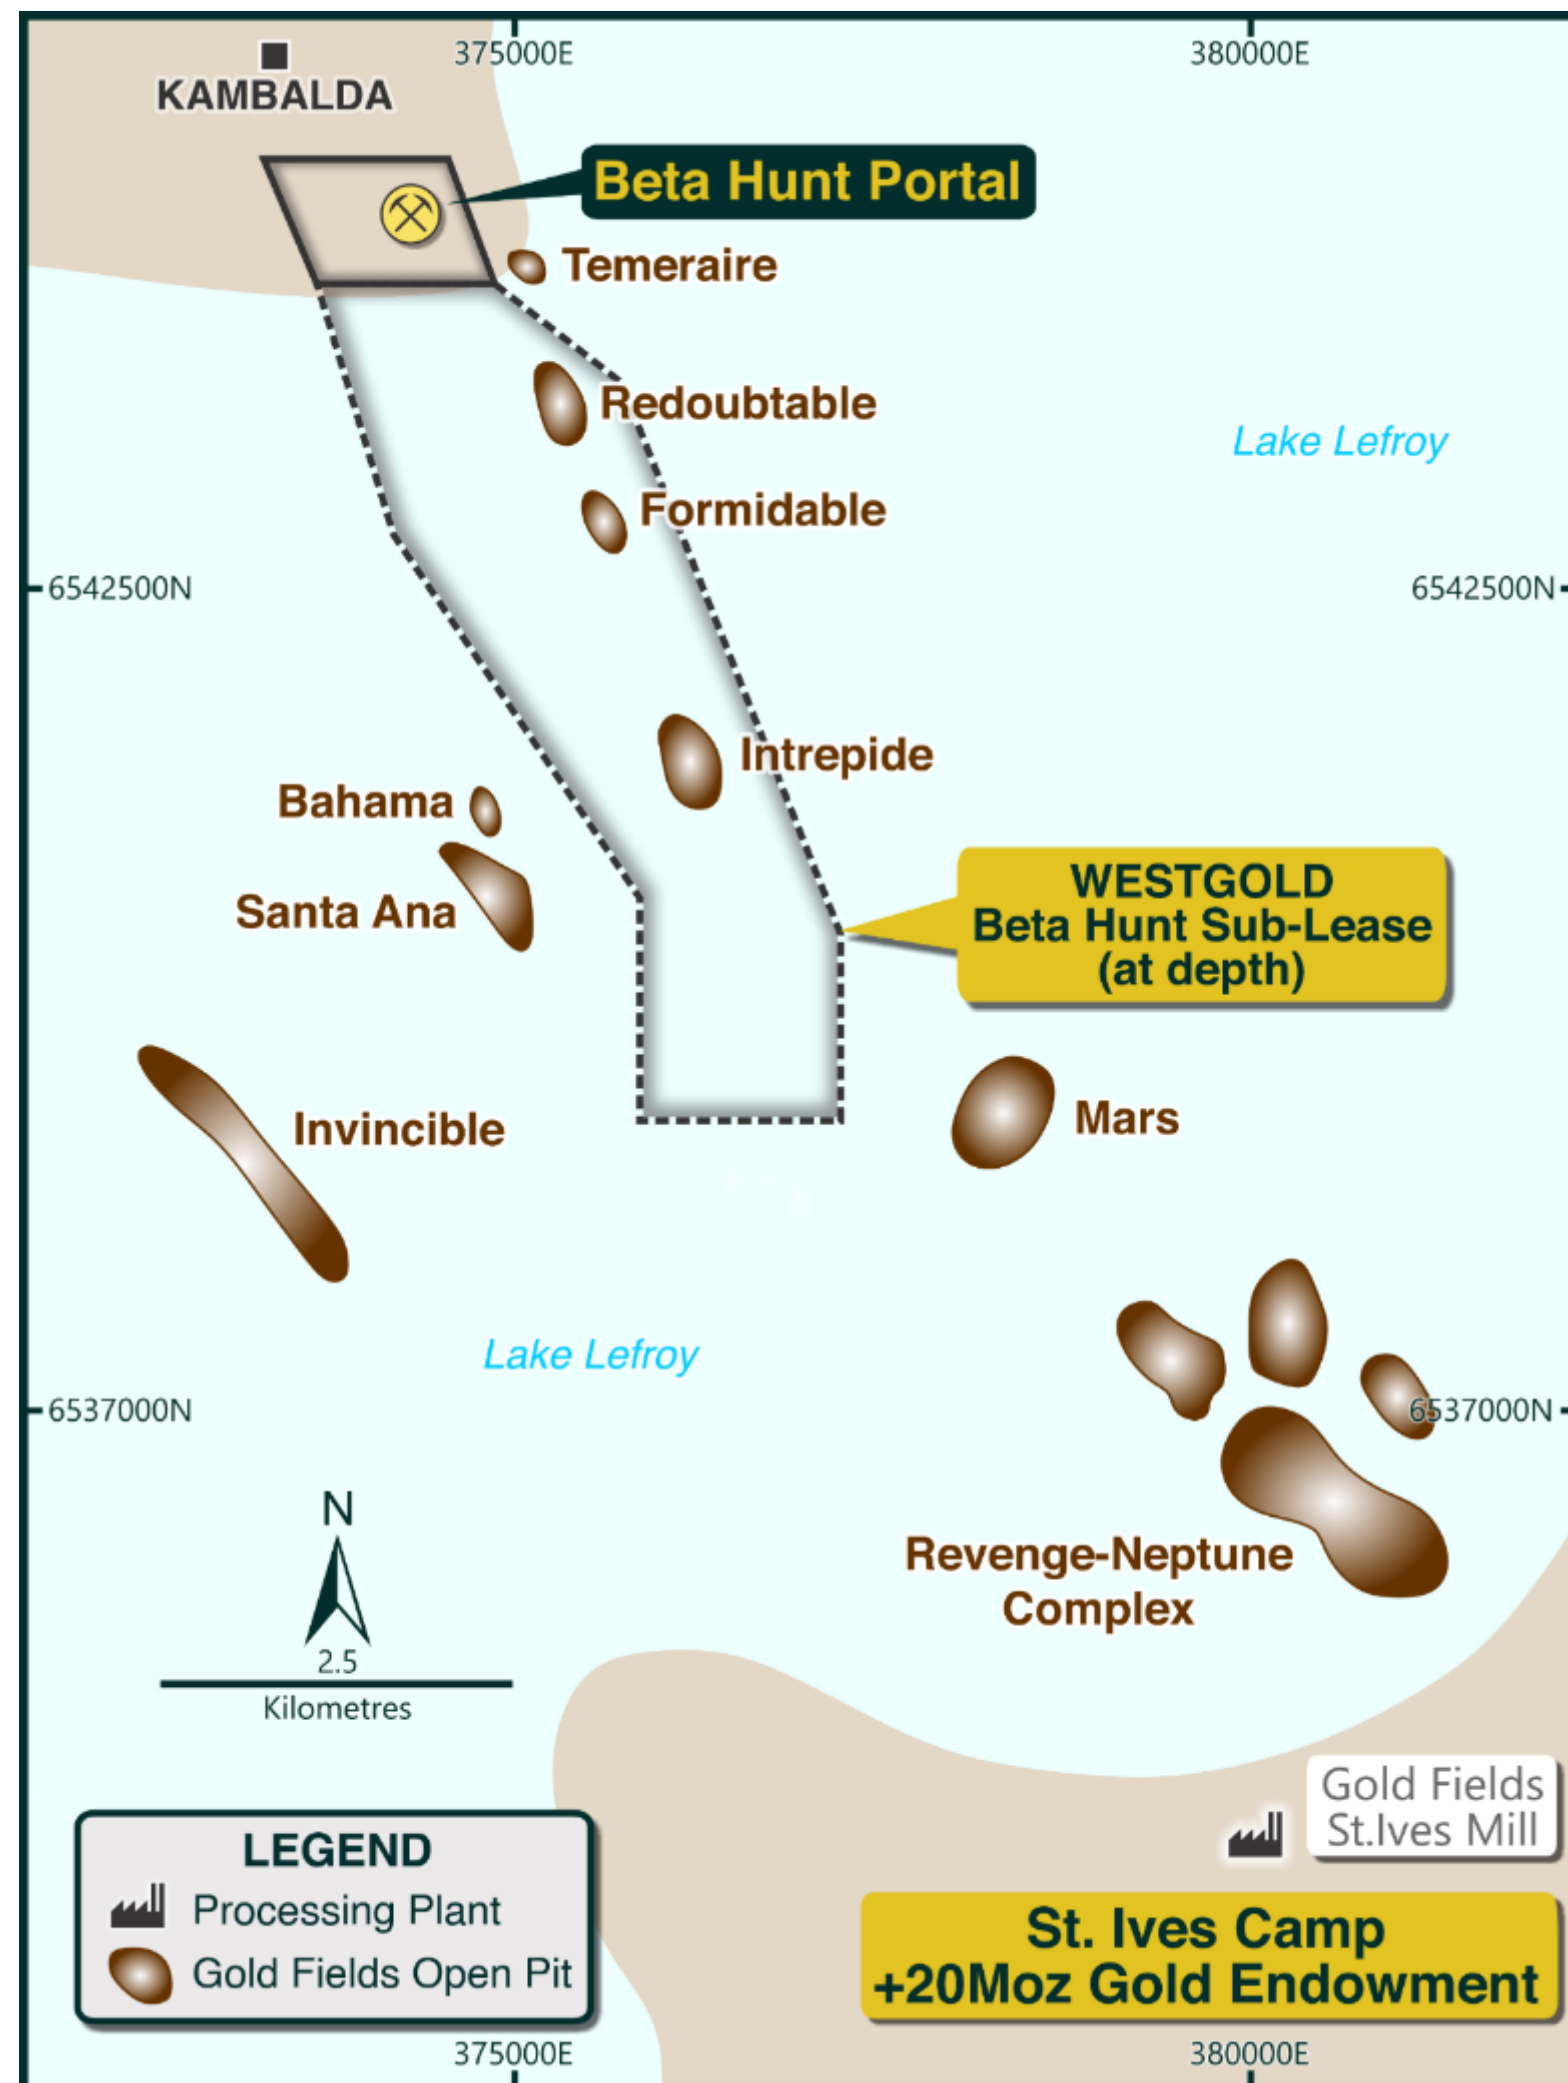 375000E
380000E
KAMBALDA
Beta Hunt Portal
Temeraire
Redoubtable
Lake Lefroy
Formidable
6542500N
6542500N
Intrepide
Bahama
WESTGOLD
Beta Hunt Sub-Lease
(at depth)
Santa Ana
Invincible
Mars
Lake Lefroy
6537000N
6537000N
N
2.5
Kilometres
Revenge-Neptune
Complex
Gold Fields
St.Ives Mill
LEGEND
Processing Plant
Gold Fields Open Pit
St. Ives Camp
+20Moz Gold Endowment
375000E
380000E